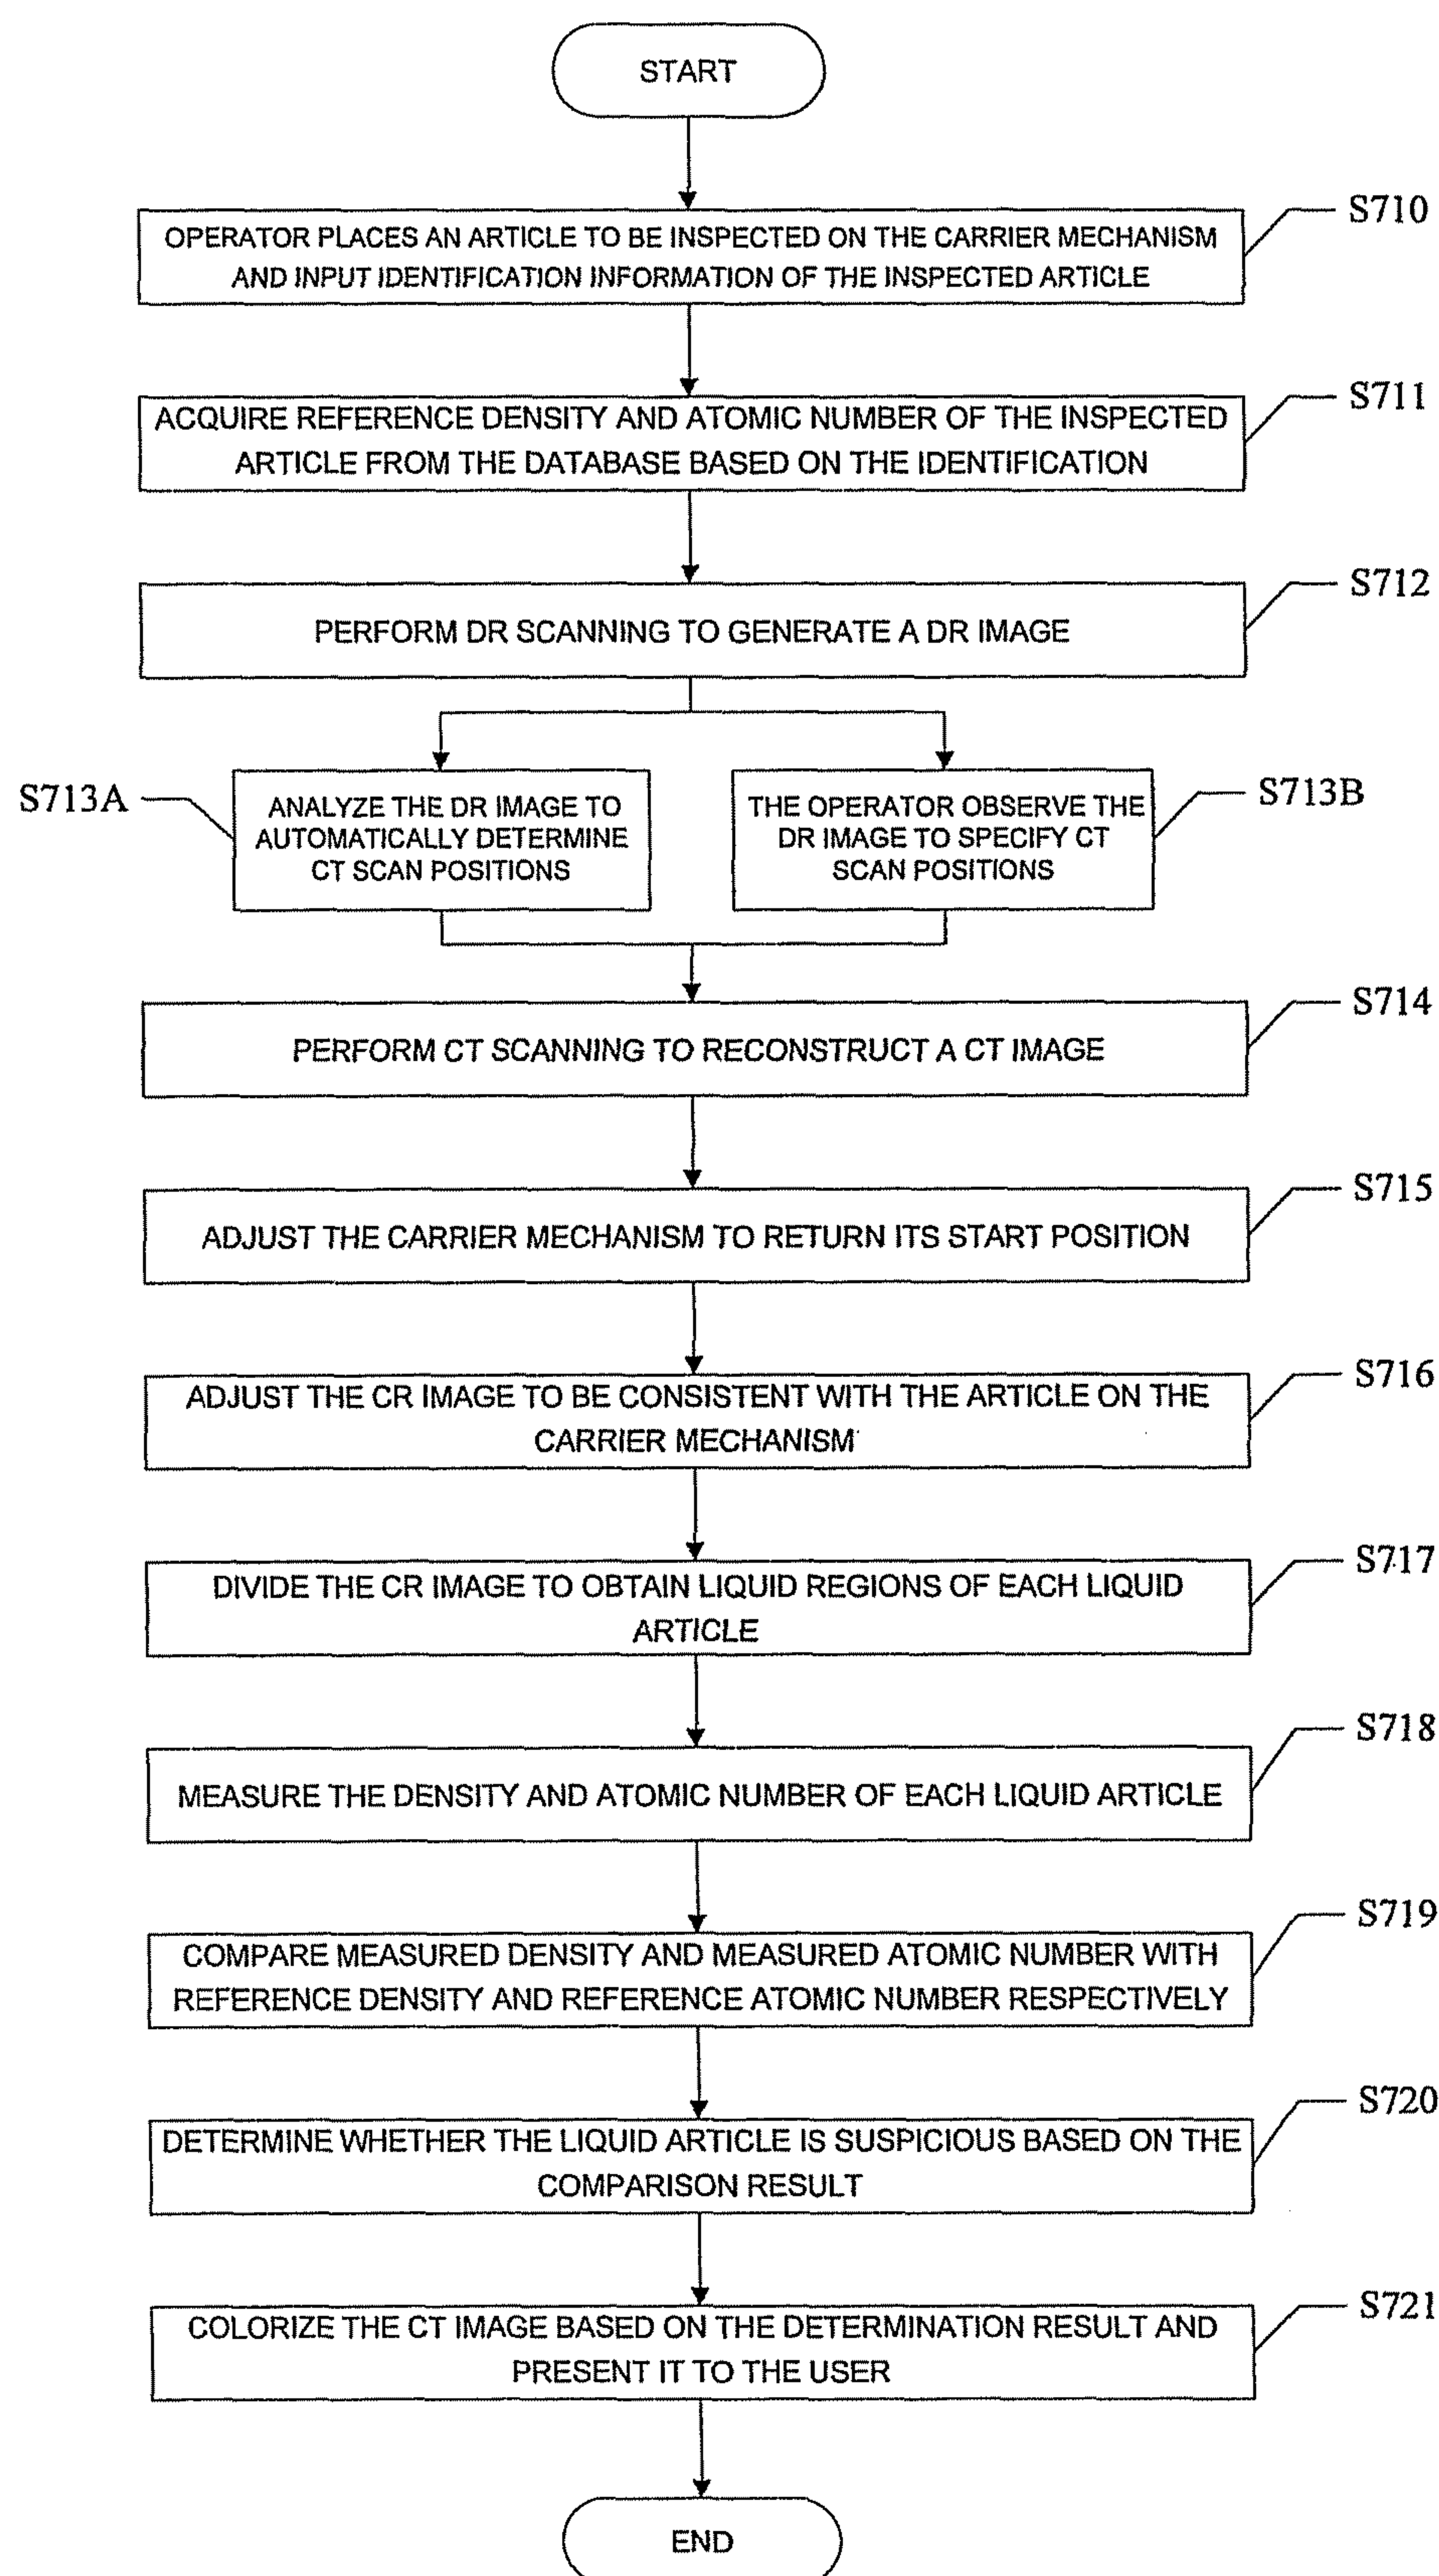 START
S710
OPERATOR PLACES AN ARTICLE TO BE INSPECTED ON THE CARRIER MECHANISM
AND INPUT IDENTIFICATION INFORMATION OF THE INSPECTED ARTICLE
S711
ACQUIRE REFERENCE DENSITY AND ATOMIC NUMBER OF THE INSPECTED
ARTICLE FROM THE DATABASE BASED ON THE IDENTIFICATION
S712
PERFORM DR SCANNING TO GENERATE A DR IMAGE
S713A
ANALYZE THE DR IMAGE TO
AUTOMATICALLY DETERMINE
CT SCAN POSITIONS
S713B
THE OPERATOR OBSERVE THE
DR IMAGE TO SPECIFY CT
SCAN POSITIONS
S714
PERFORM CT SCANNING TO RECONSTRUCT A CT IMAGE
S715
ADJUST THE CARRIER MECHANISM TO RETURN ITS START POSITION
S716
ADJUST THE CR IMAGE TO BE CONSISTENT WITH THE ARTICLE ON THE
CARRIER MECHANISM
S717
DIVIDE THE CR IMAGE TO OBTAIN LIQUID REGIONS OF EACH LIQUID
ARTICLE
S718
MEASURE THE DENSITY AND ATOMIC NUMBER OF EACH LIQUID ARTICLE
S719
COMPARE MEASURED DENSITY AND MEASURED ATOMIC NUMBER WITH
REFERENCE DENSITY AND REFERENCE ATOMIC NUMBER RESPECTIVELY
S720
DETERMINE WHETHER THE LIQUID ARTICLE IS SUSPICIOUS BASED ON THE
COMPARISON RESULT
S721
COLORIZE THE CT IMAGE BASED ON THE DETERMINATION RESULT AND
PRESENT IT TO THE USER
END